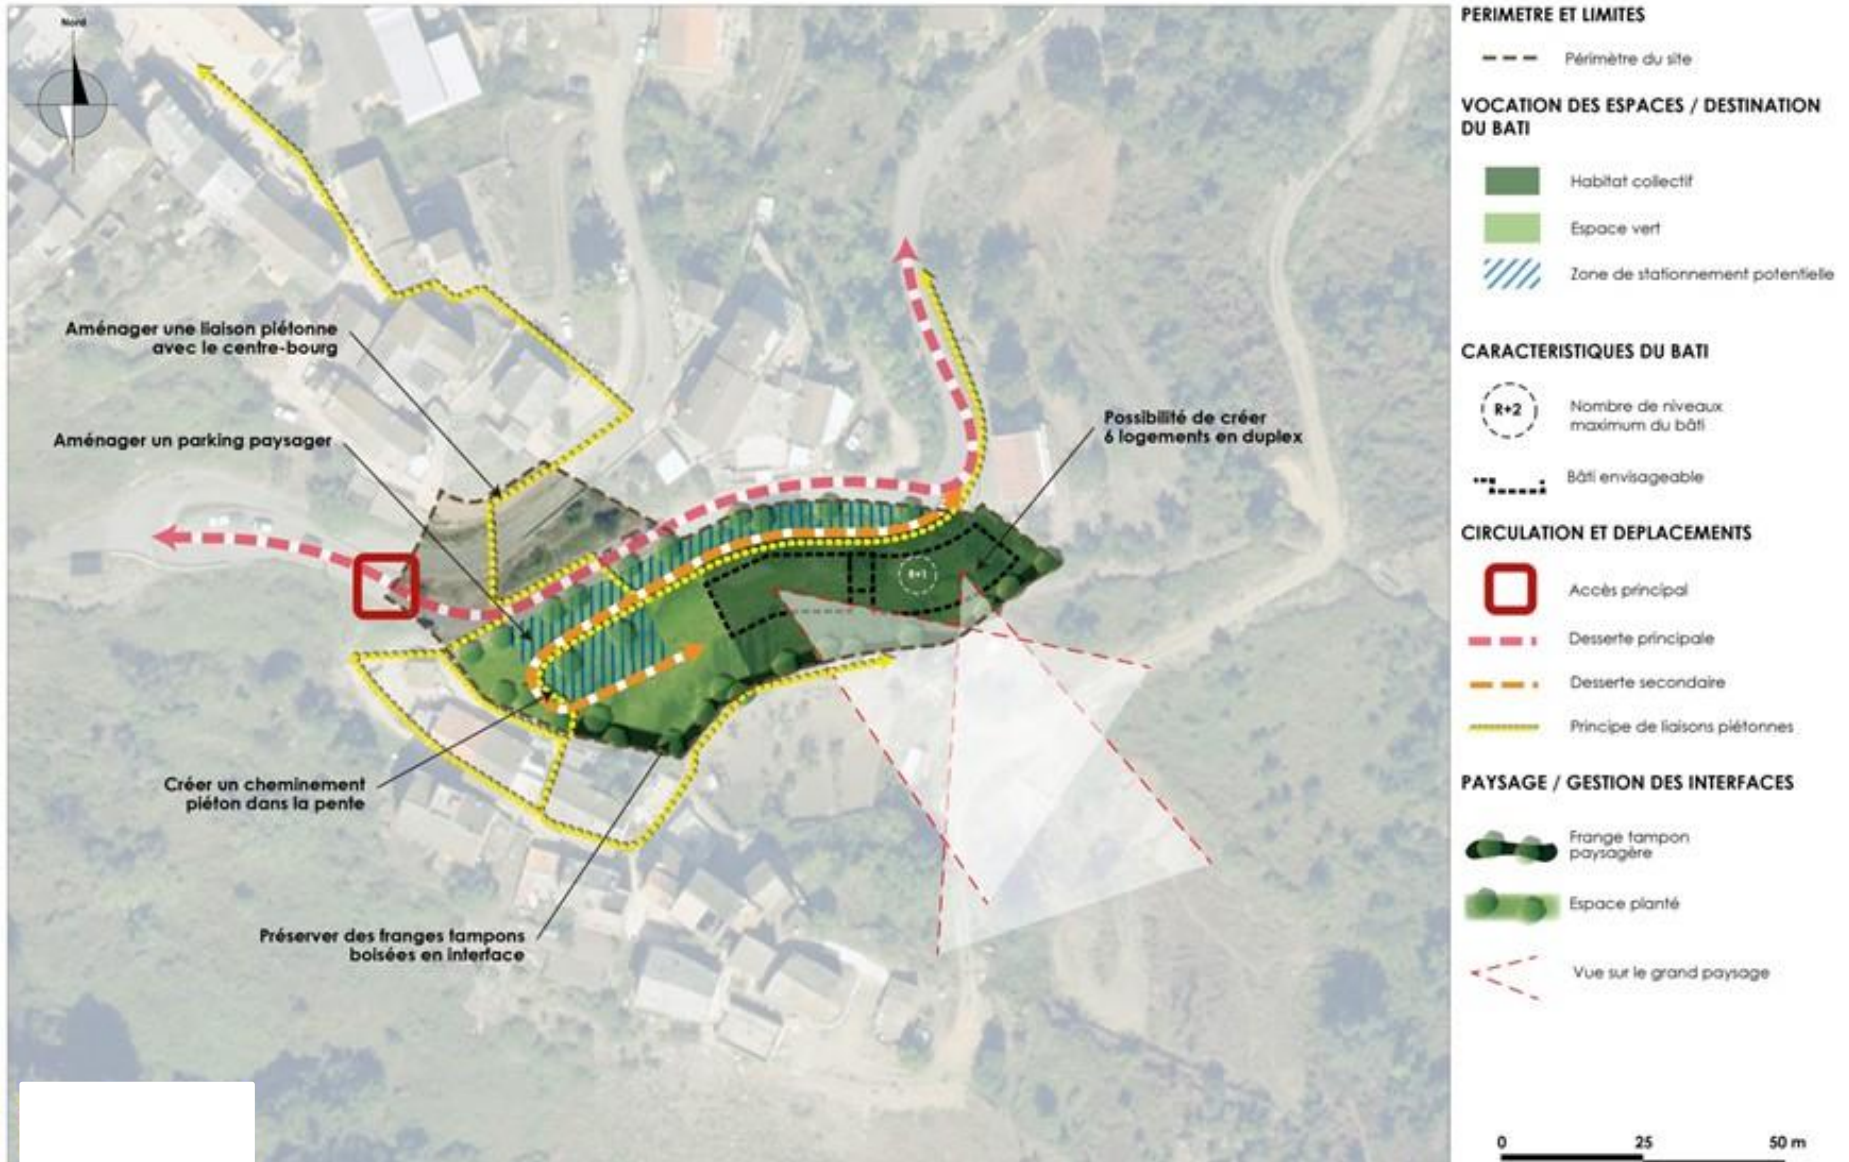 Nord
Aménager une liaison piétonne
avec le centre-bourg
Aménager un parking paysager
Possibilité de créer
6 logements en duplex
R+1
Créer un cheminement
piéton dans la pente
Préserver des franges tampons
boisées en interface
PERIMETRE ET LIMITES
Périmètre du site
VOCATION DES ESPACES / DESTINATION
DU BATI
Habitat collectif
Espace vert
Zone de stationnement potentielle
CARACTERISTIQUES DU BATI
R+2
Nombre de niveaux
maximum du bâti
Bâti envisageable
CIRCULATION ET DEPLACEMENTS
Accès principal
Desserte principale
Desserte secondaire
Principe de liaisons piétonnes
PAYSAGE / GESTION DES INTERFACES
Frange tampon
paysagère
Espace planté
Vue sur le grand paysage
0 25 50 m